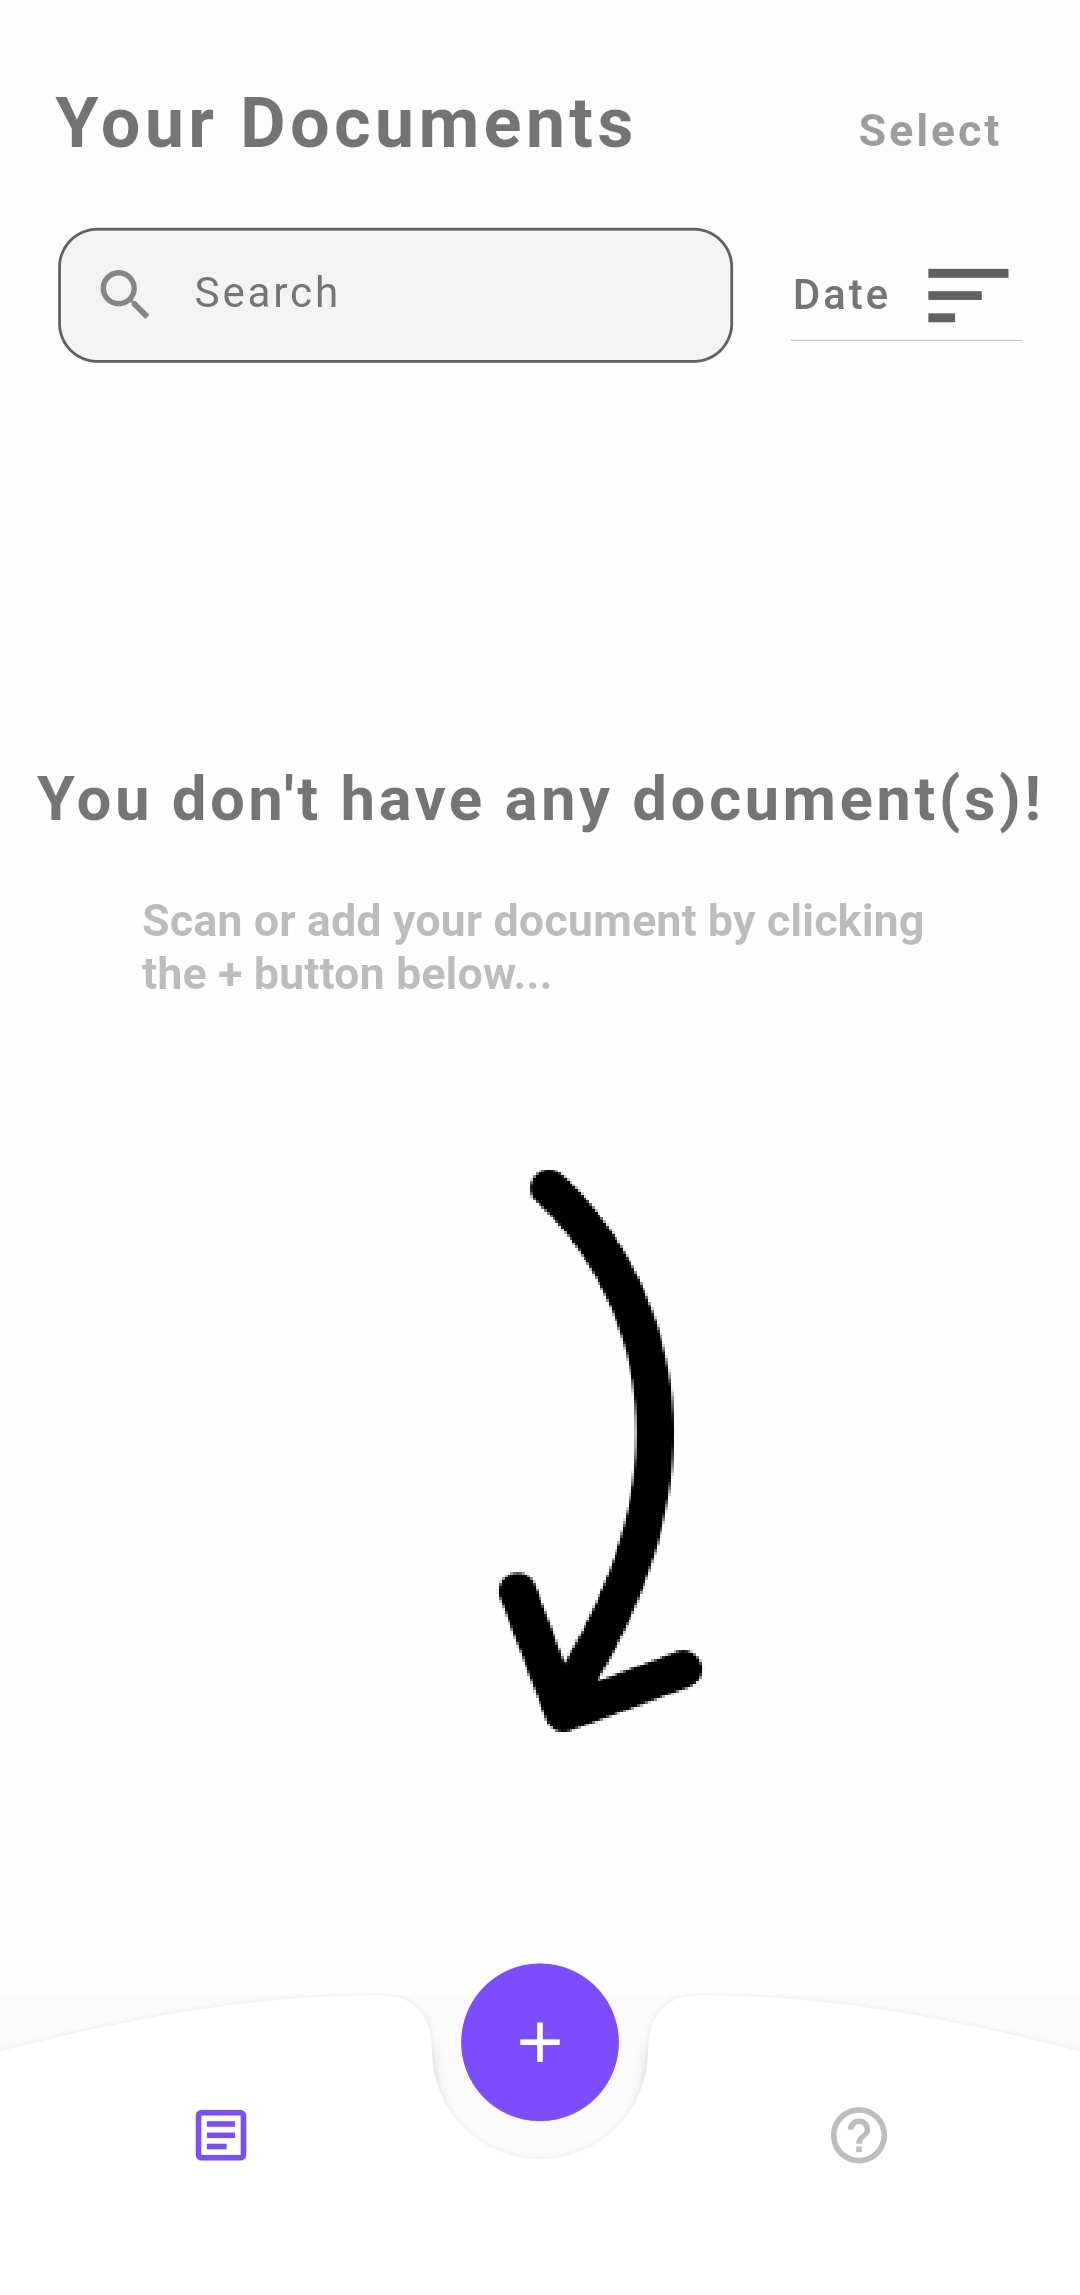 Your Documents
Select
Search
Date
You don't have any document(s)!
Scan or add your document by clicking
the + button below...